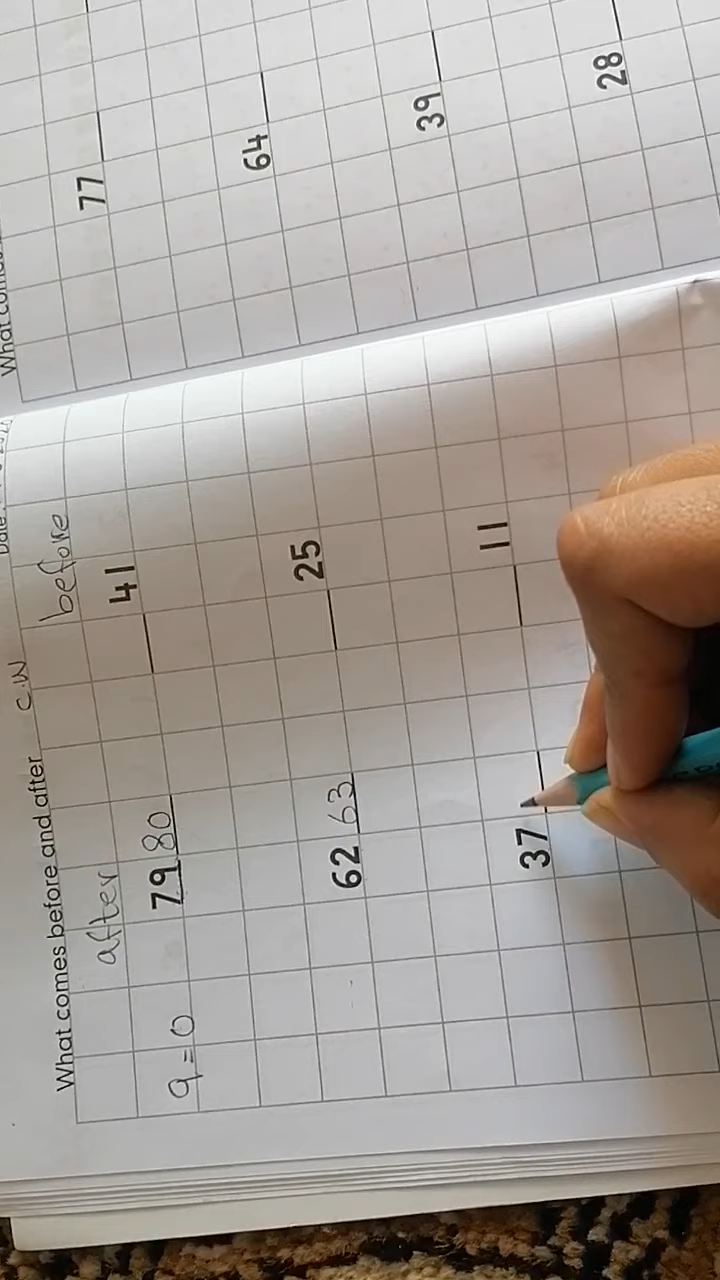 C.W
What comes before and after
after before
9=0 79 80 41
62 63 25
37 11
77
64
39
28